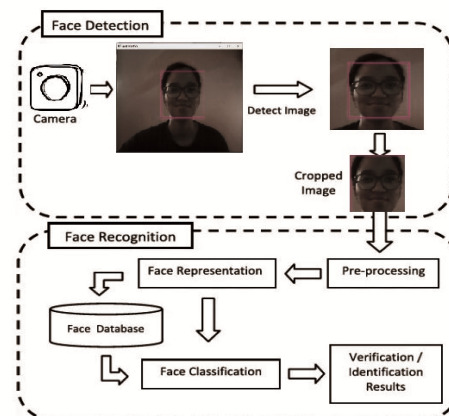 Face Detection
Camera
Detect Image
Cropped
Image
Face Recognition
Face Representation
Pre-processing
Face Database
Face Classification
Verification /
Identification
Results